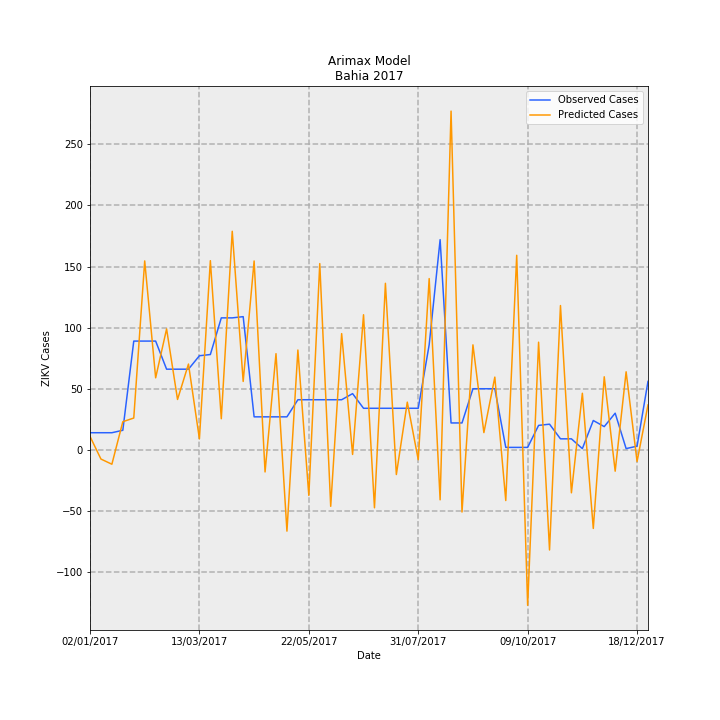 Arimax Model
Bahia 2017
Observed Cases
Predicted Cases
250
200
150
100
50
0
−50
−100
ZIKV Cases
02/01/2017 13/03/2017 22/05/2017 31/07/2017 09/10/2017 18/12/2017
Date